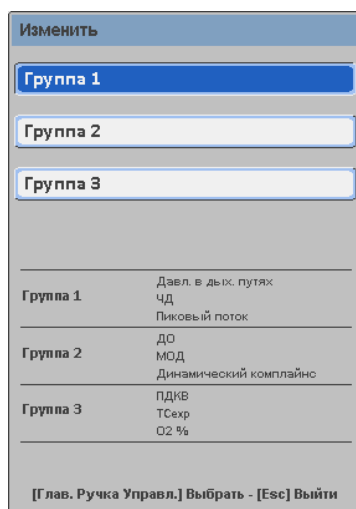 Изменить
Группа 1
Группа 2
Группа 3
Группа 1
Давл. в дых. путях
ЧД
Пиковый поток
Группа 2
ДО
МОД
Динамический комплайнс
Группа 3
ПДКВ
TCexp
O2 %
[Глав. Ручка Управл.] Выбрать - [Esc] Выйти